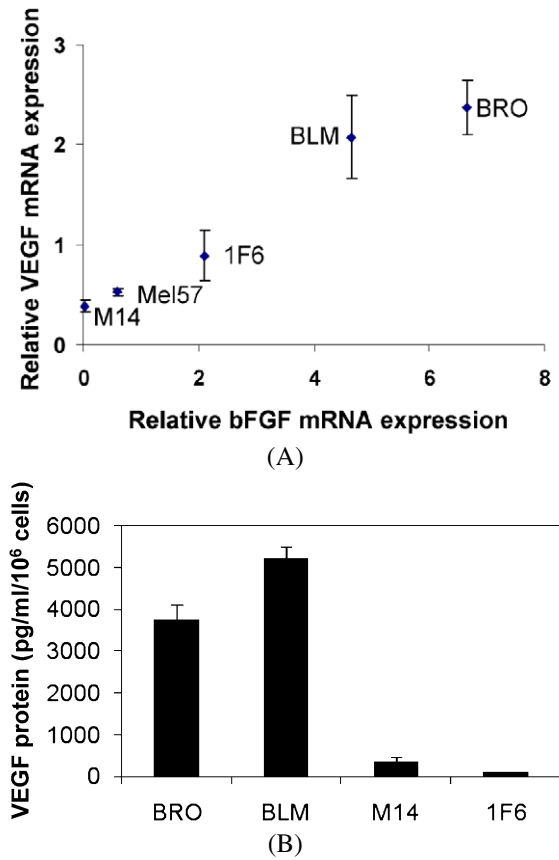 Relative VEGF mRNA expression
3
2
1
0
BRO
BLM
1F6
Mel57
M14
0 2 4 6 8
Relative bFGF mRNA expression
(A)
VEGF protein (pg/ml/10⁶ cells)
6000
5000
4000
3000
2000
1000
0
BRO BLM M14 1F6
(B)